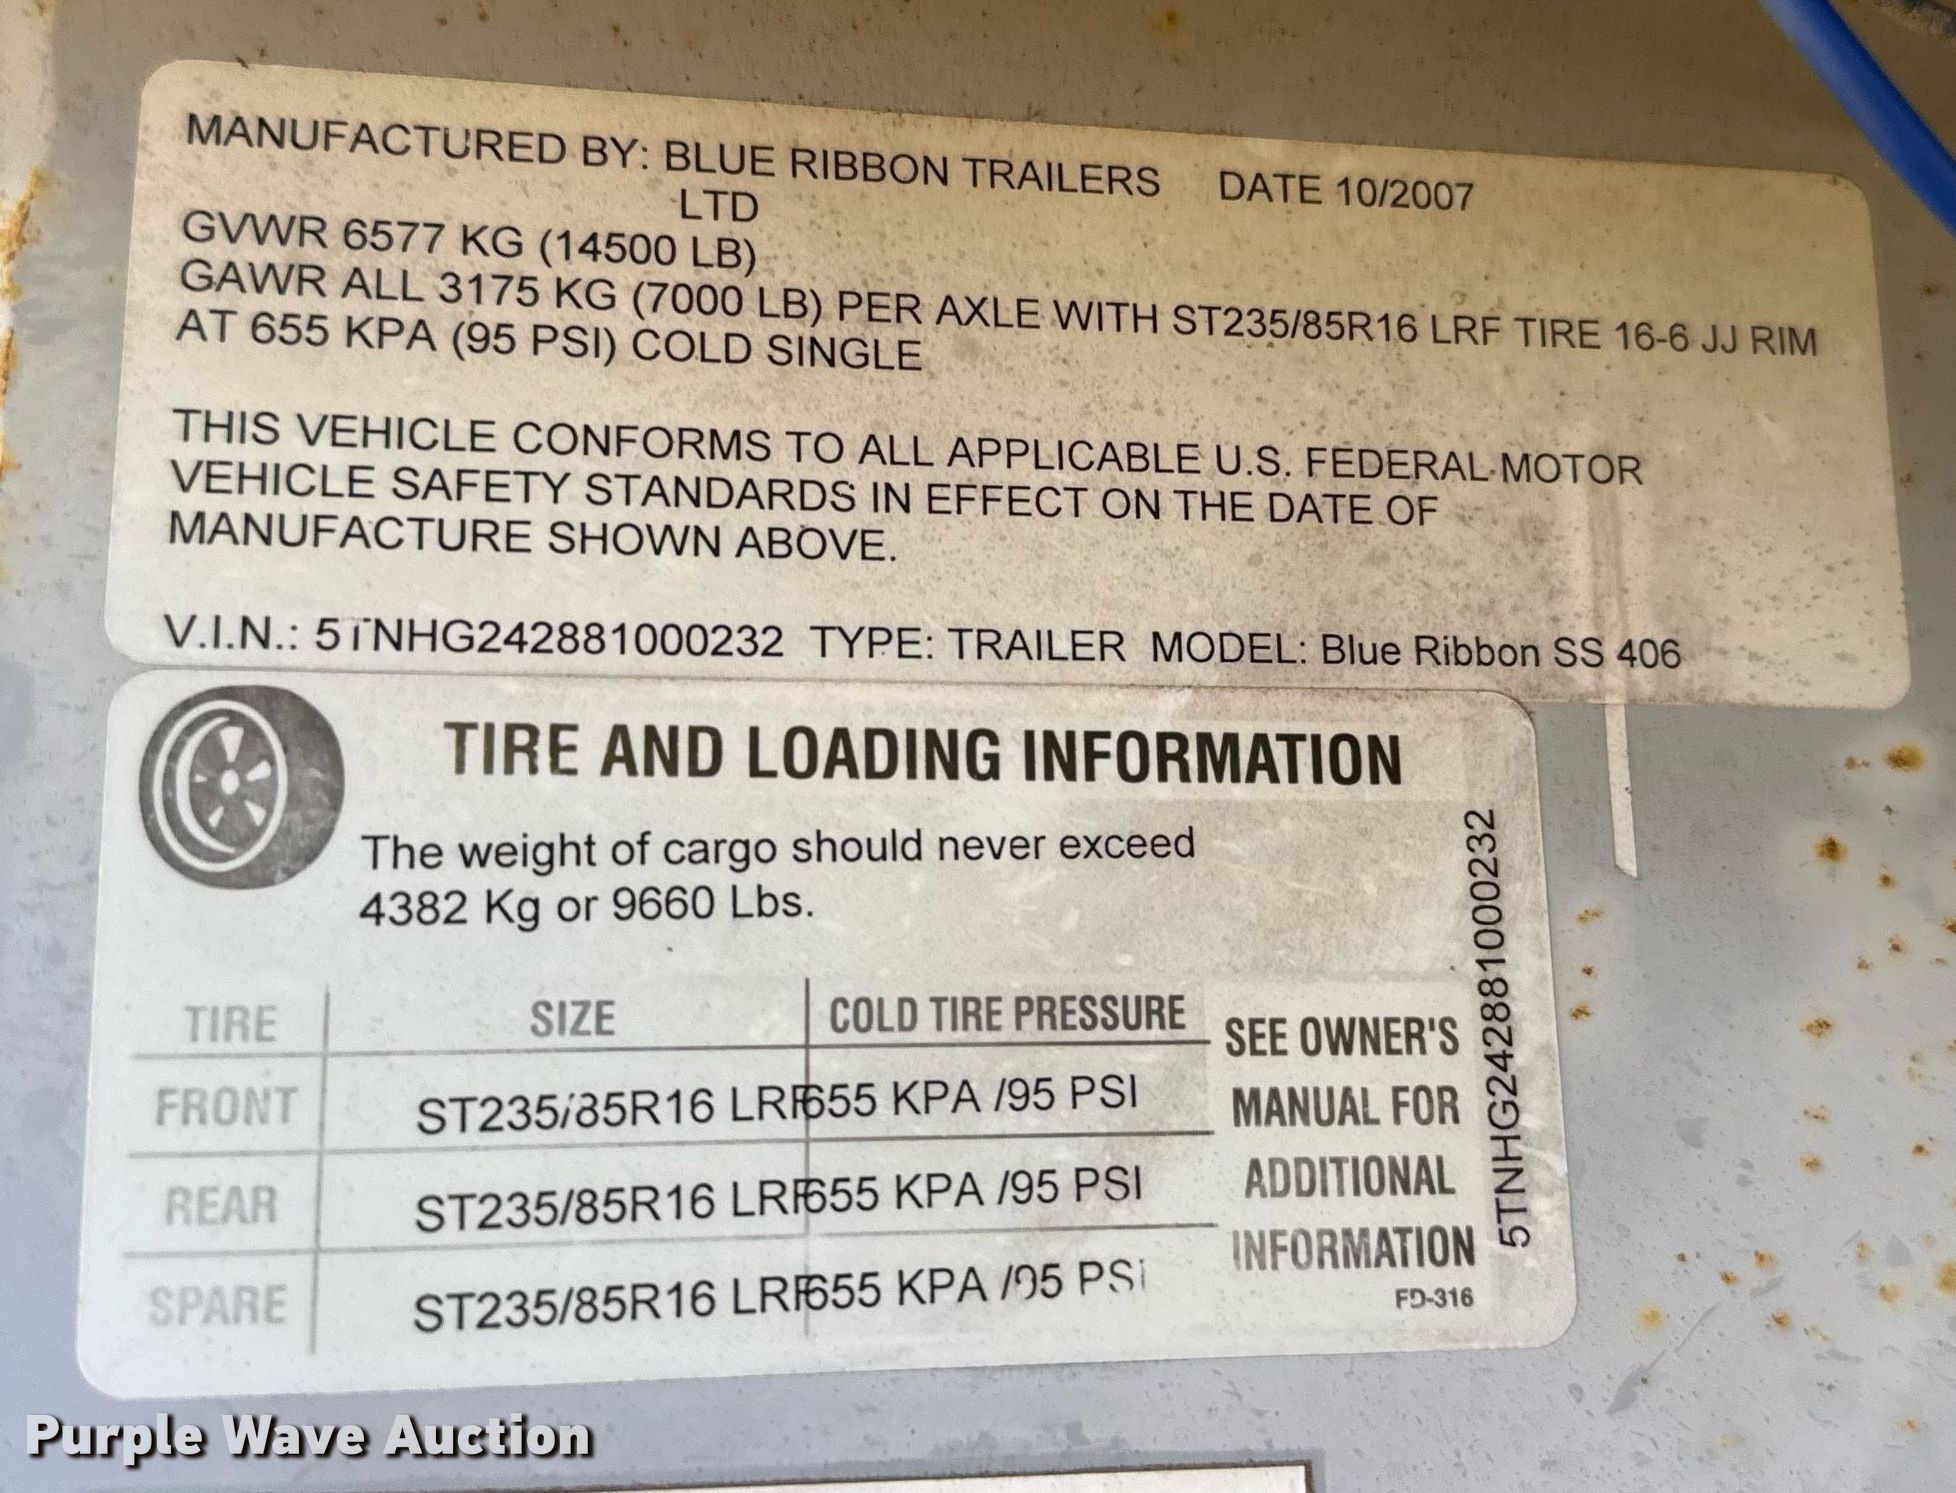 MANUFACTURED BY: BLUE RIBBON TRAILERS DATE 10/2007
LTD
GVWR 6577 KG (14500 LB)
GAWR ALL 3175 KG (7000 LB) PER AXLE WITH ST235/85R16 LRF TIRE 16-6 JJ RIM
AT 655 KPA (95 PSI) COLD SINGLE
THIS VEHICLE CONFORMS TO ALL APPLICABLE U.S. FEDERAL MOTOR
VEHICLE SAFETY STANDARDS IN EFFECT ON THE DATE OF
MANUFACTURE SHOWN ABOVE.
V.I.N.: 5TNHG242881000232 TYPE: TRAILER MODEL: Blue Ribbon SS 406
TIRE AND LOADING INFORMATION
The weight of cargo should never exceed
4382 Kg or 9660 Lbs.
TIRE SIZE COLD TIRE PRESSURE
FRONT ST235/85R16 LRF 655 KPA /95 PSI
REAR ST235/85R16 LRF 655 KPA /95 PSI
SPARE ST235/85R16 LRF 655 KPA /95 PSI
SEE OWNER'S
MANUAL FOR
ADDITIONAL
INFORMATION
FD-316
5TNHG242881000232
Purple Wave Auction